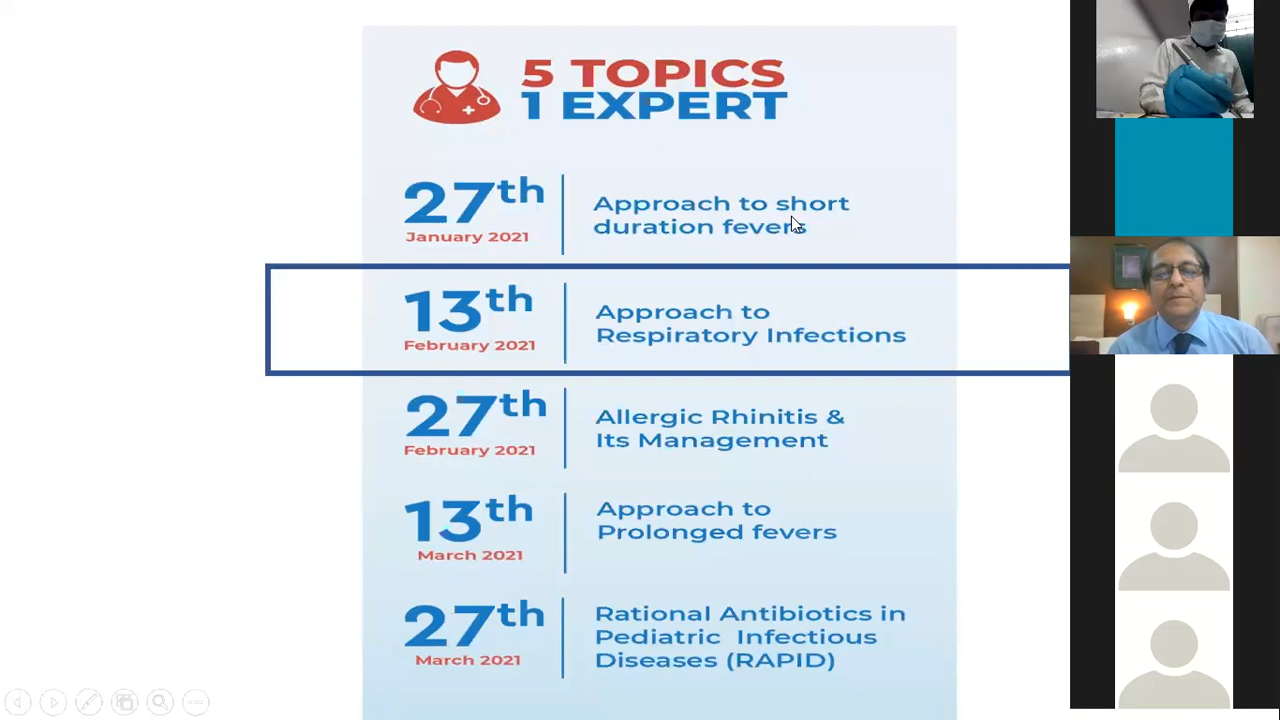 5 TOPICS
1 EXPERT
27th
January 2021
Approach to short
duration fevers
13th
February 2021
Approach to
Respiratory Infections
27th
February 2021
Allergic Rhinitis &
Its Management
13th
March 2021
Approach to
Prolonged fevers
27th
March 2021
Rational Antibiotics in
Pediatric Infectious
Diseases (RAPID)